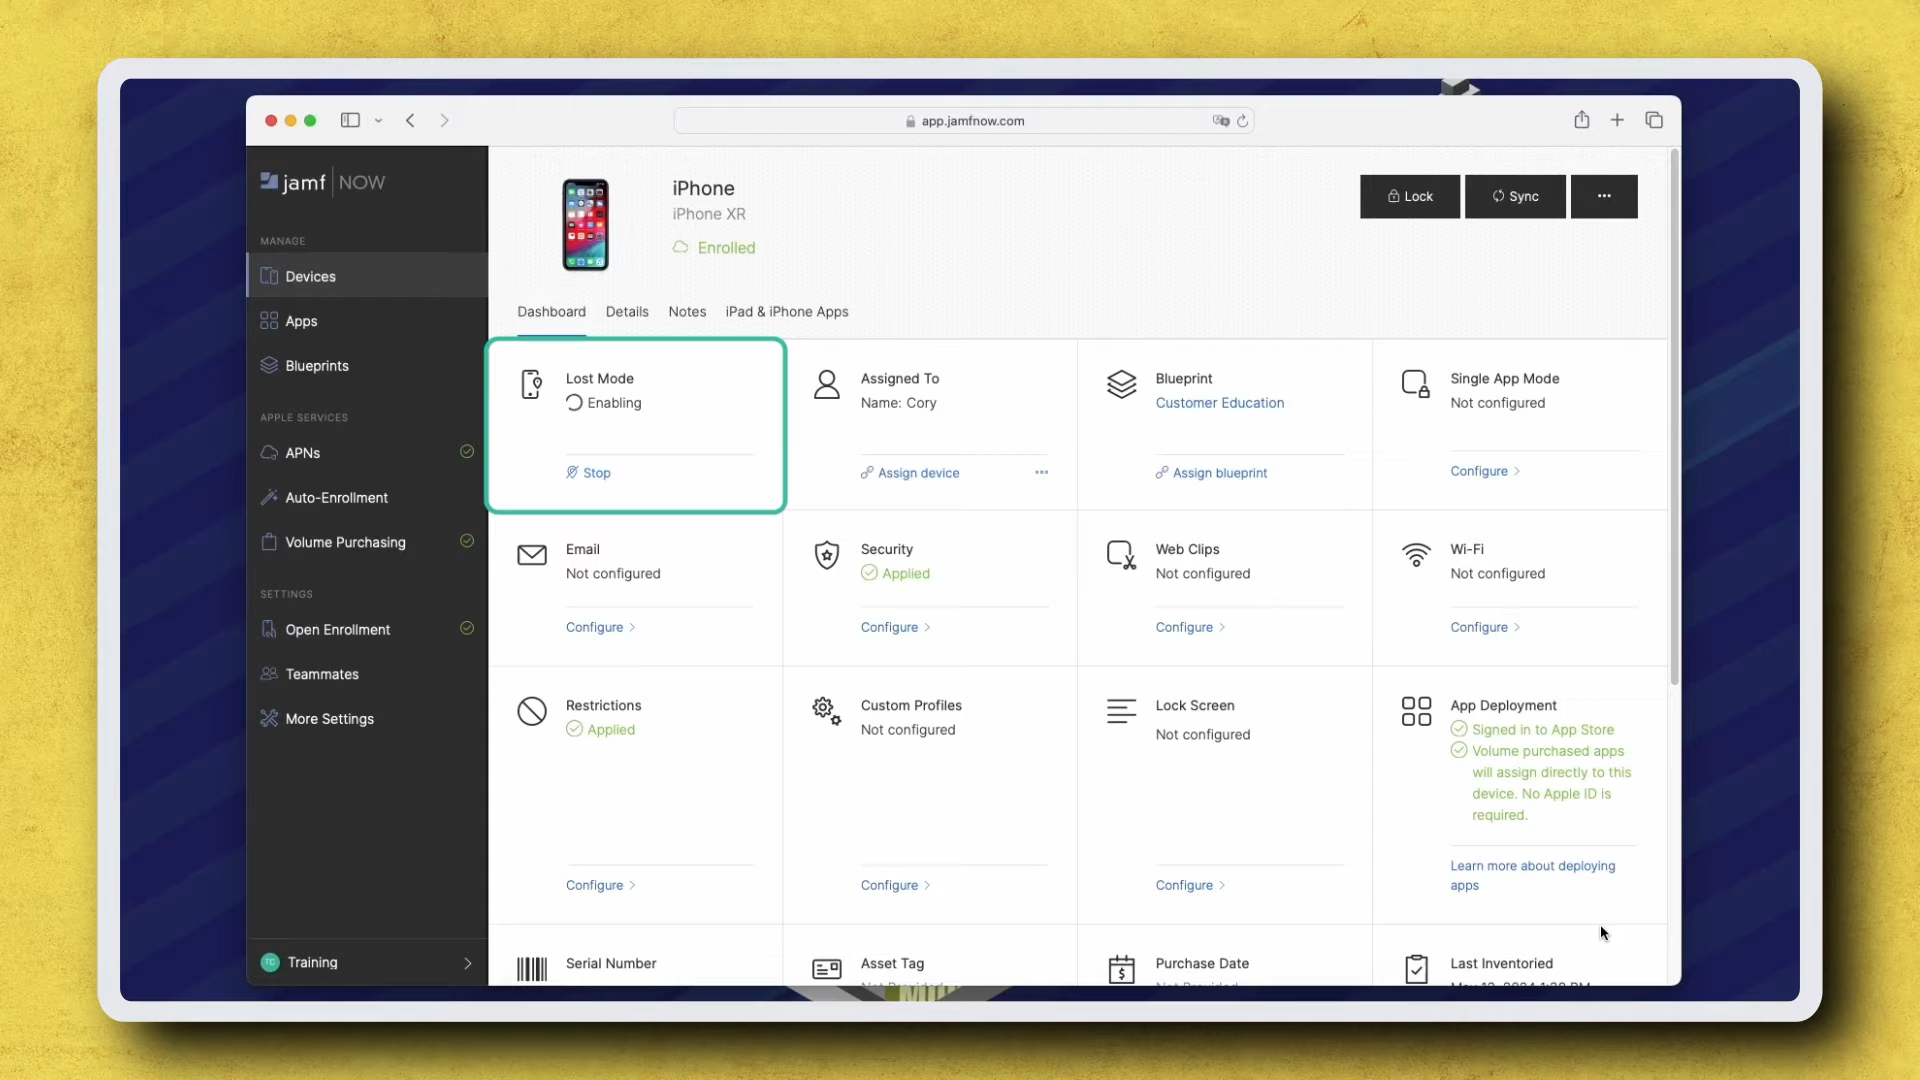 app.jamfnow.com
jamf NOW
MANAGE
Devices
Apps
Blueprints
APPLE SERVICES
APNs
Auto-Enrollment
Volume Purchasing
SETTINGS
Open Enrollment
Teammates
More Settings
TC Training
iPhone
iPhone XR
Enrolled
Lock
Sync
Dashboard
Details
Notes
iPad & iPhone Apps
Lost Mode
Enabling
Stop
Assigned To
Name: Cory
Assign device
Blueprint
Customer Education
Assign blueprint
Single App Mode
Not configured
Configure
Email
Not configured
Configure
Security
Applied
Configure
Web Clips
Not configured
Configure
Wi-Fi
Not configured
Configure
Restrictions
Applied
Configure
Custom Profiles
Not configured
Configure
Lock Screen
Not configured
Configure
App Deployment
Signed in to App Store
Volume purchased apps
will assign directly to this
device. No Apple ID is
required.
Learn more about deploying
apps
Serial Number
Asset Tag
Not Provided
Purchase Date
Not Provided
Last Inventoried